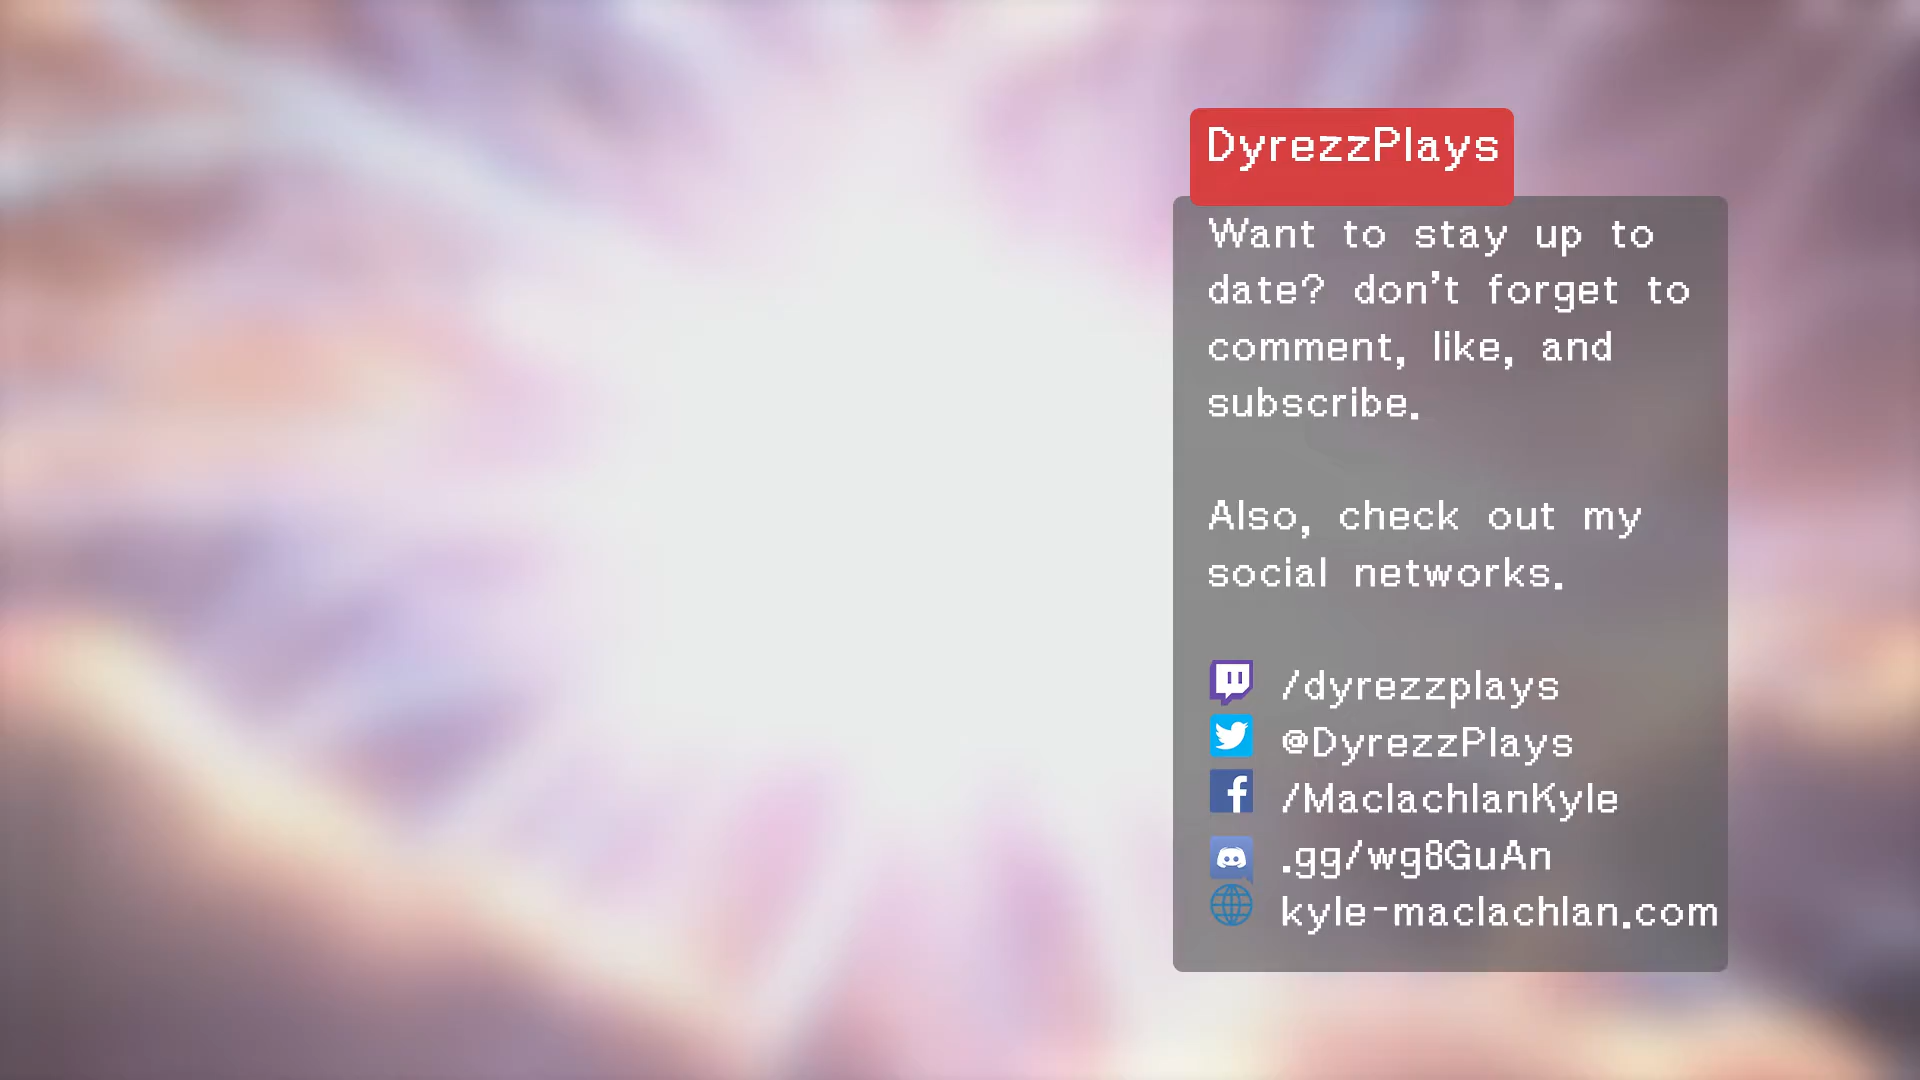 DyrezzPlays
Want to stay up to
date? don't forget to
comment, like, and
subscribe.
Also, check out my
social networks.
/dyrezzplays
@DyrezzPlays
/MaclachlanKyle
.gg/wg8GuAn
kyle-maclachlan.com